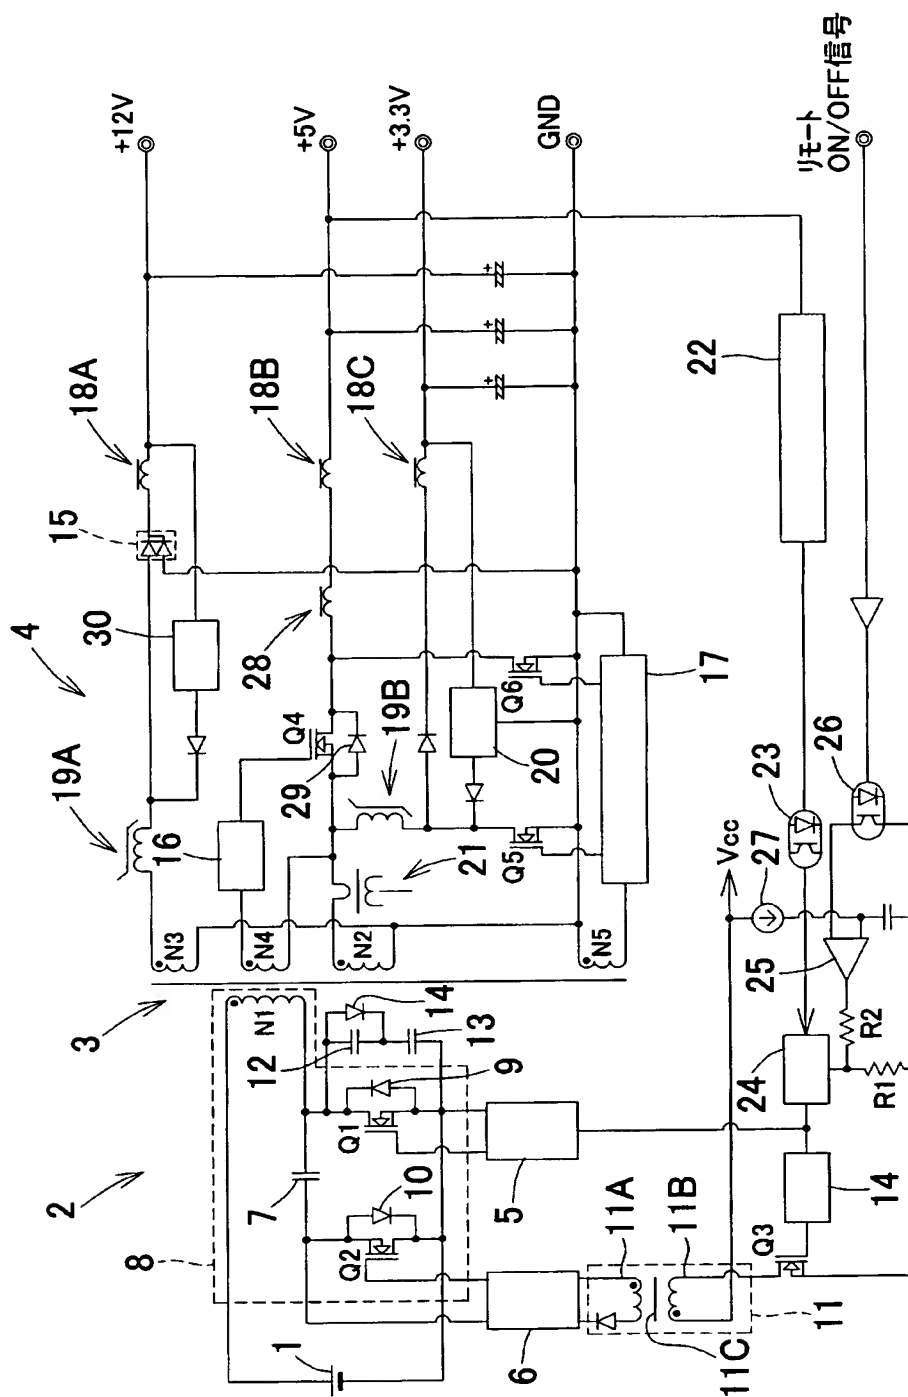 +12V
+5V
+3.3V
GND
リモート
ON/OFF信号
18A
18B
18C
22
15
30
4
28
19B
Q4
29
19A
16
20
Q6
17
Q5
21
23
26
27
Vcc
N3
N4
N2
N5
25
R2
R1
24
3
N1
14
12
13
9
Q1
2
7
10
Q2
8
5
14
Q3
11A
11B
11
11C
6
1